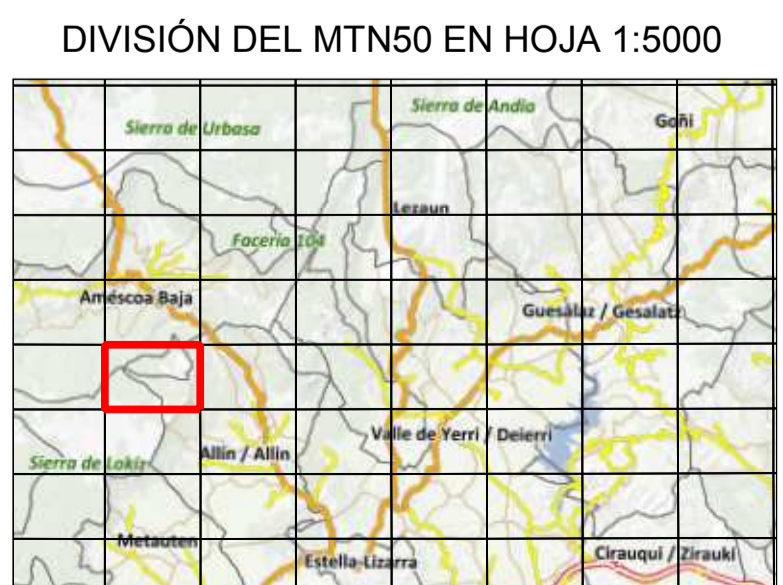 DIVISIÓN DEL MTN50 EN HOJA 1:5000
Sierra de Andia
Sierra de Urbasa
Goñi
Lezaun
Facería 104
Améscoa Baja
Guesálaz / Gesalatz
Valle de Yerri / Deierri
Allín / Allin
Sierra de Lokiz
Metauten
Cirauqui / Zirauki
Estella-Lizarra